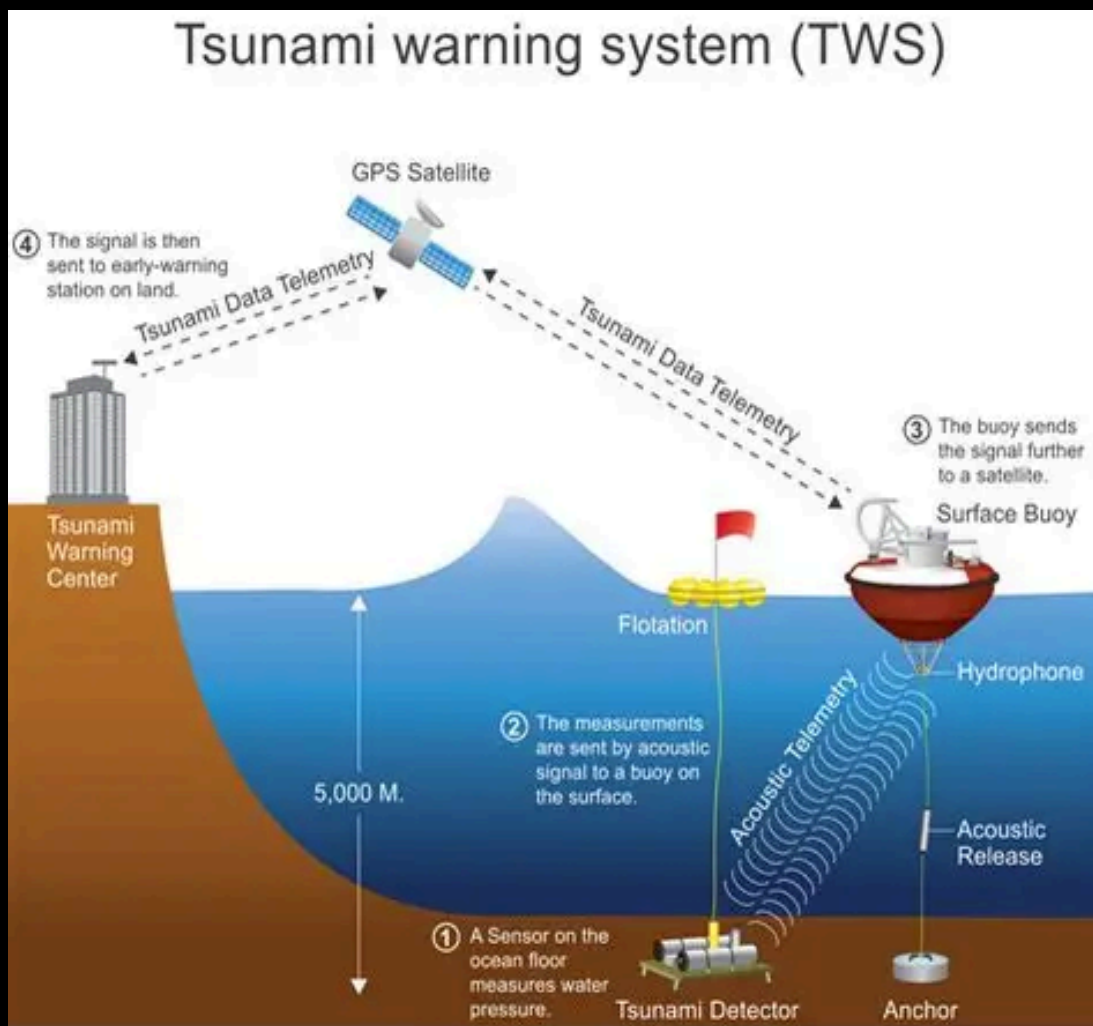 Tsunami warning system (TWS)
GPS Satellite
④ The signal is then
sent to early-warning
station on land.
Tsunami Data Telemetry
Tsunami Data Telemetry
③ The buoy sends
the signal further
to a satellite.
Surface Buoy
Tsunami
Warning
Center
Flotation
Hydrophone
② The measurements
are sent by acoustic
signal to a buoy on
the surface.
Acoustic Telemetry
5,000 M.
Acoustic
Release
① A Sensor on the
ocean floor
measures water
pressure.
Tsunami Detector
Anchor